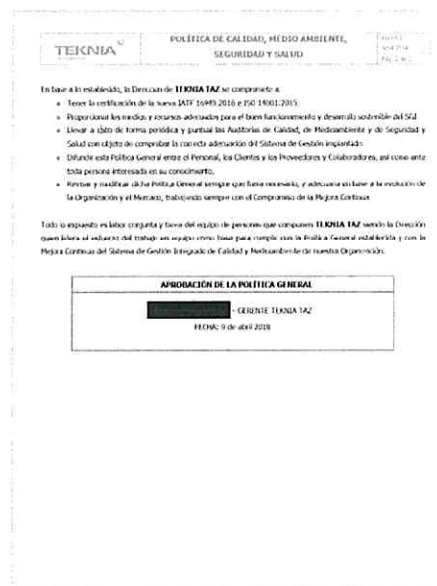 TEKNIA
POLÍTICA DE CALIDAD, MEDIO AMBIENTE,
SEGURIDAD Y SALUD
En base a lo establecido, la Dirección de TEKNIA TAZ se compromete a:
Tener la certificación de la nueva IATF 16949:2016 e ISO 14001:2015.
Proporcionar los medios y recursos adecuados para el buen funcionamiento y desarrollo sostenible del SGI
Llevar a cabo de forma periódica y puntual las Auditorías de Calidad, de Medioambiente y de Seguridad y
Salud con objeto de comprobar la correcta adecuación del Sistema de Gestión implantado.
Difundir esta Política General entre el Personal, los Clientes y los Proveedores y Colaboradores, así como ante
toda persona interesada en su conocimiento.
Revisar y modificar dicha Política General siempre que fuera necesario, y adecuarla en base a la evolución de
la Organización y el Mercado, trabajando siempre con el Compromiso de la Mejora Continua.
Todo lo expuesto es labor conjunta y tarea del equipo de personas que componen TEKNIA TAZ siendo la Dirección
quien lidera el esfuerzo del trabajo en equipo como base para cumplir con la Política General establecida y con la
Mejora Continua del Sistema de Gestión Integrado de Calidad y Medioambiente de nuestra Organización.
APROBACIÓN DE LA POLÍTICA GENERAL
- GERENTE TEKNIA TAZ
FECHA: 9 de abril 2018